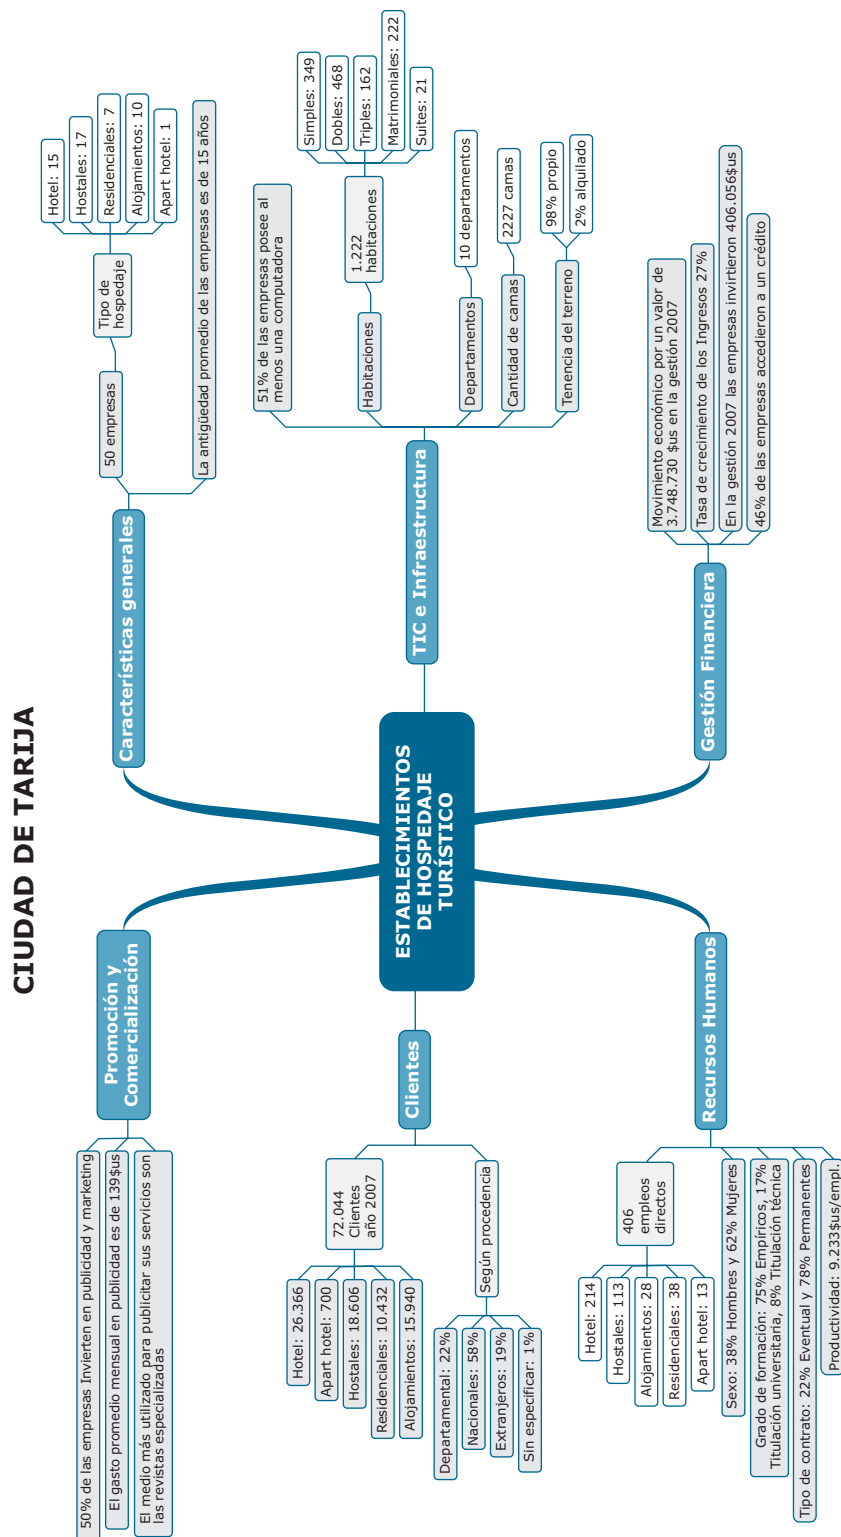 CIUDAD DE TARIJA
Promoción y
Comercialización
50% de las empresas Invierten en publicidad y marketing
El gasto promedio mensual en publicidad es de 139$us
El medio más utilizado para publicitar sus servicios son
las revistas especializadas
Características generales
50 empresas
Tipo de
hospedaje
Hotel: 15
Hostales: 17
Residenciales: 7
Alojamientos: 10
Apart hotel: 1
La antigüedad promedio de las empresas es de 15 años
ESTABLECIMIENTOS
DE HOSPEDAJE
TURÍSTICO
Clientes
72.044
Clientes
año 2007
Hotel: 26.366
Apart hotel: 700
Hostales: 18.606
Residenciales: 10.432
Alojamientos: 15.940
Según procedencia
Departamental: 22%
Nacionales: 58%
Extranjeros: 19%
Sin especificar: 1%
TIC e Infraestructura
51% de las empresas posee al
menos una computadora
Habitaciones
1.222
habitaciones
Simples: 349
Dobles: 468
Triples: 162
Matrimoniales: 222
Suites: 21
Departamentos
10 departamentos
Cantidad de camas
2227 camas
Tenencia del terreno
98% propio
2% alquilado
Recursos Humanos
406
empleos
directos
Hotel: 214
Hostales: 113
Alojamientos: 28
Residenciales: 38
Apart hotel: 13
Sexo: 38% Hombres y 62% Mujeres
Grado de formación: 75% Empíricos, 17%
Titulación universitaria, 8% Titulación técnica
Tipo de contrato: 22% Eventual y 78% Permanentes
Productividad: 9.233$us/empl.
Gestión Financiera
Movimiento económico por un valor de
3.748.730 $us en la gestión 2007
Tasa de crecimiento de los Ingresos 27%
En la gestión 2007 las empresas invirtieron 406.056$us
46% de las empresas accedieron a un crédito